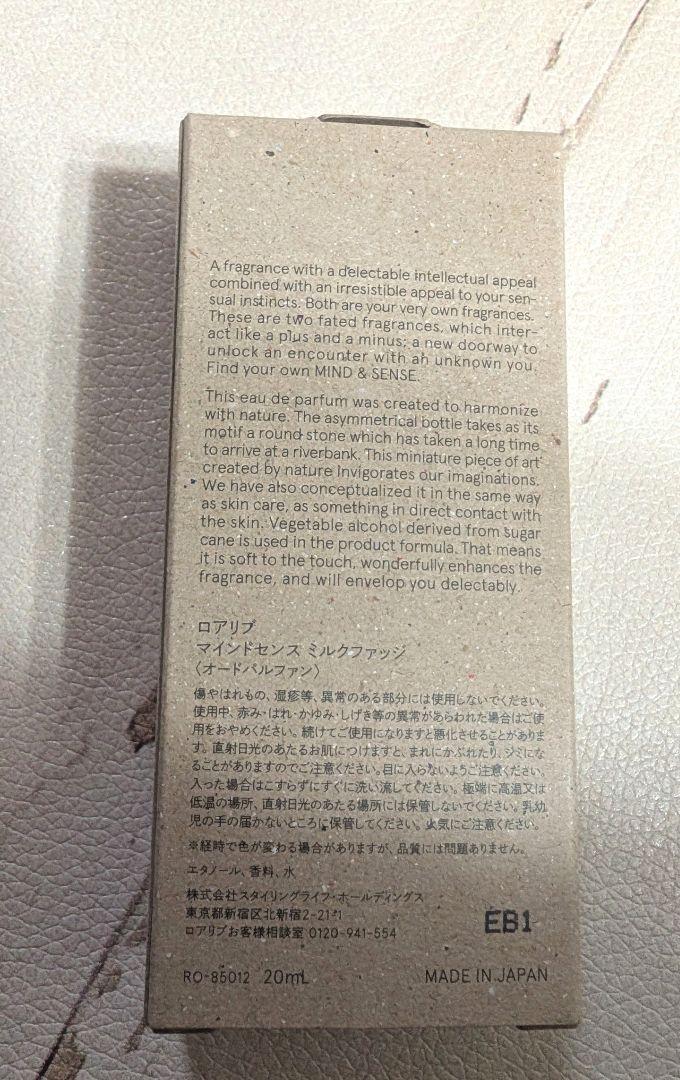 A fragrance with a delectable intellectual appeal
combined with an irresistible appeal to your sen-
sual instincts. Both are your very own fragrances.
These are two fated fragrances, which inter-
act like a plus and a minus; a new doorway to
unlock an encounter with an unknown you.
Find your own MIND & SENSE.
This eau de parfum was created to harmonize
with nature. The asymmetrical bottle takes as its
motif a round stone which has taken a long time
to arrive at a riverbank. This miniature piece of art
created by nature Invigorates our imaginations.
We have also conceptualized it in the same way
as skin care, as something in direct contact with
the skin. Vegetable alcohol derived from sugar
cane is used in the product formula. That means
it is soft to the touch, wonderfully enhances the
fragrance, and will envelop you delectably.
ロアリブ
マインドセンス ミルクファッジ
〈オードパルファン〉
傷やはれもの、湿疹等、異常のある部分には使用しないでください。
使用中、赤み・はれ・かゆみ・しげき等の異常があらわれた場合はご使
用をおやめください。続けてご使用になりますと悪化させることがありま
す。直射日光のあたるお肌につけますと、まれにかぶれたり、シミにな
ることがありますのでご注意ください。目に入らないようご注意ください。
入った場合はこすらずにすぐに洗い流してください。極端に高温又は
低温の場所、直射日光のあたる場所には保管しないでください。乳幼
児の手の届かないところに保管してください。火気にご注意ください。
※経時で色が変わる場合がありますが、品質には問題ありません。
エタノール、香料、水
株式会社スタイリングライフ・ホールディングス
東京都新宿区北新宿2-21-1
ロアリブお客様相談室 0120-941-554
EB1
RO-85012 20mL
MADE IN JAPAN